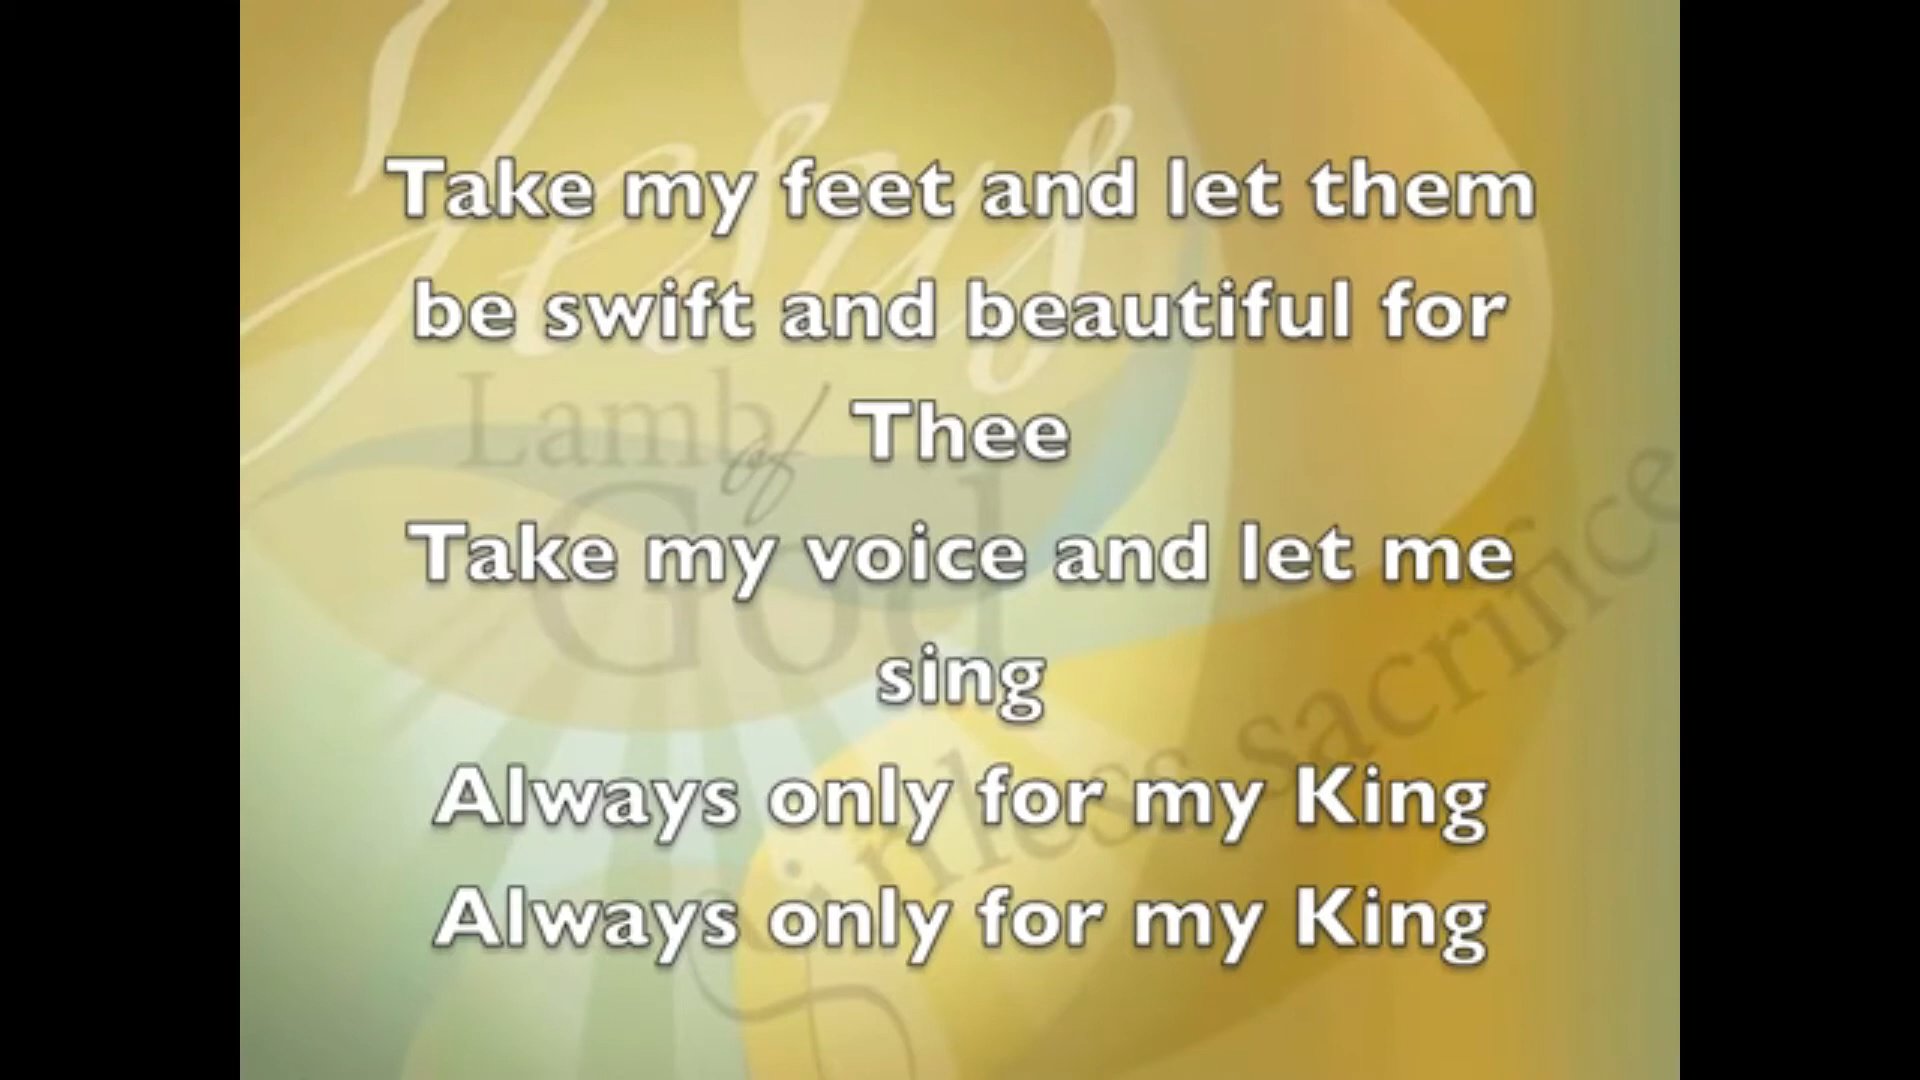 Jesus
Lamb of
God
sinless sacrifice
Take my feet and let them
be swift and beautiful for
Thee
Take my voice and let me
sing
Always only for my King
Always only for my King